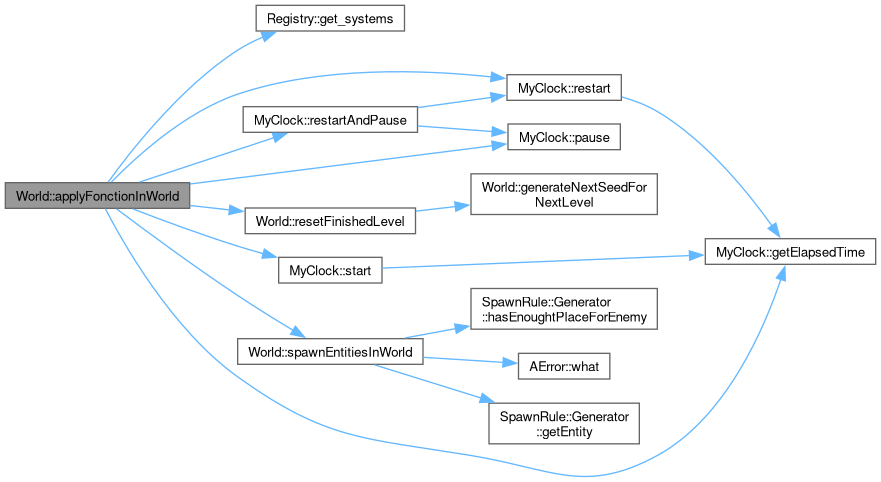 Registry::get_systems
MyClock::restart
MyClock::restartAndPause
MyClock::pause
World::applyFonctionInWorld
World::generateNextSeedFor
NextLevel
World::resetFinishedLevel
MyClock::getElapsedTime
MyClock::start
SpawnRule::Generator
::hasEnoughtPlaceForEnemy
World::spawnEntitiesInWorld
AError::what
SpawnRule::Generator
::getEntity